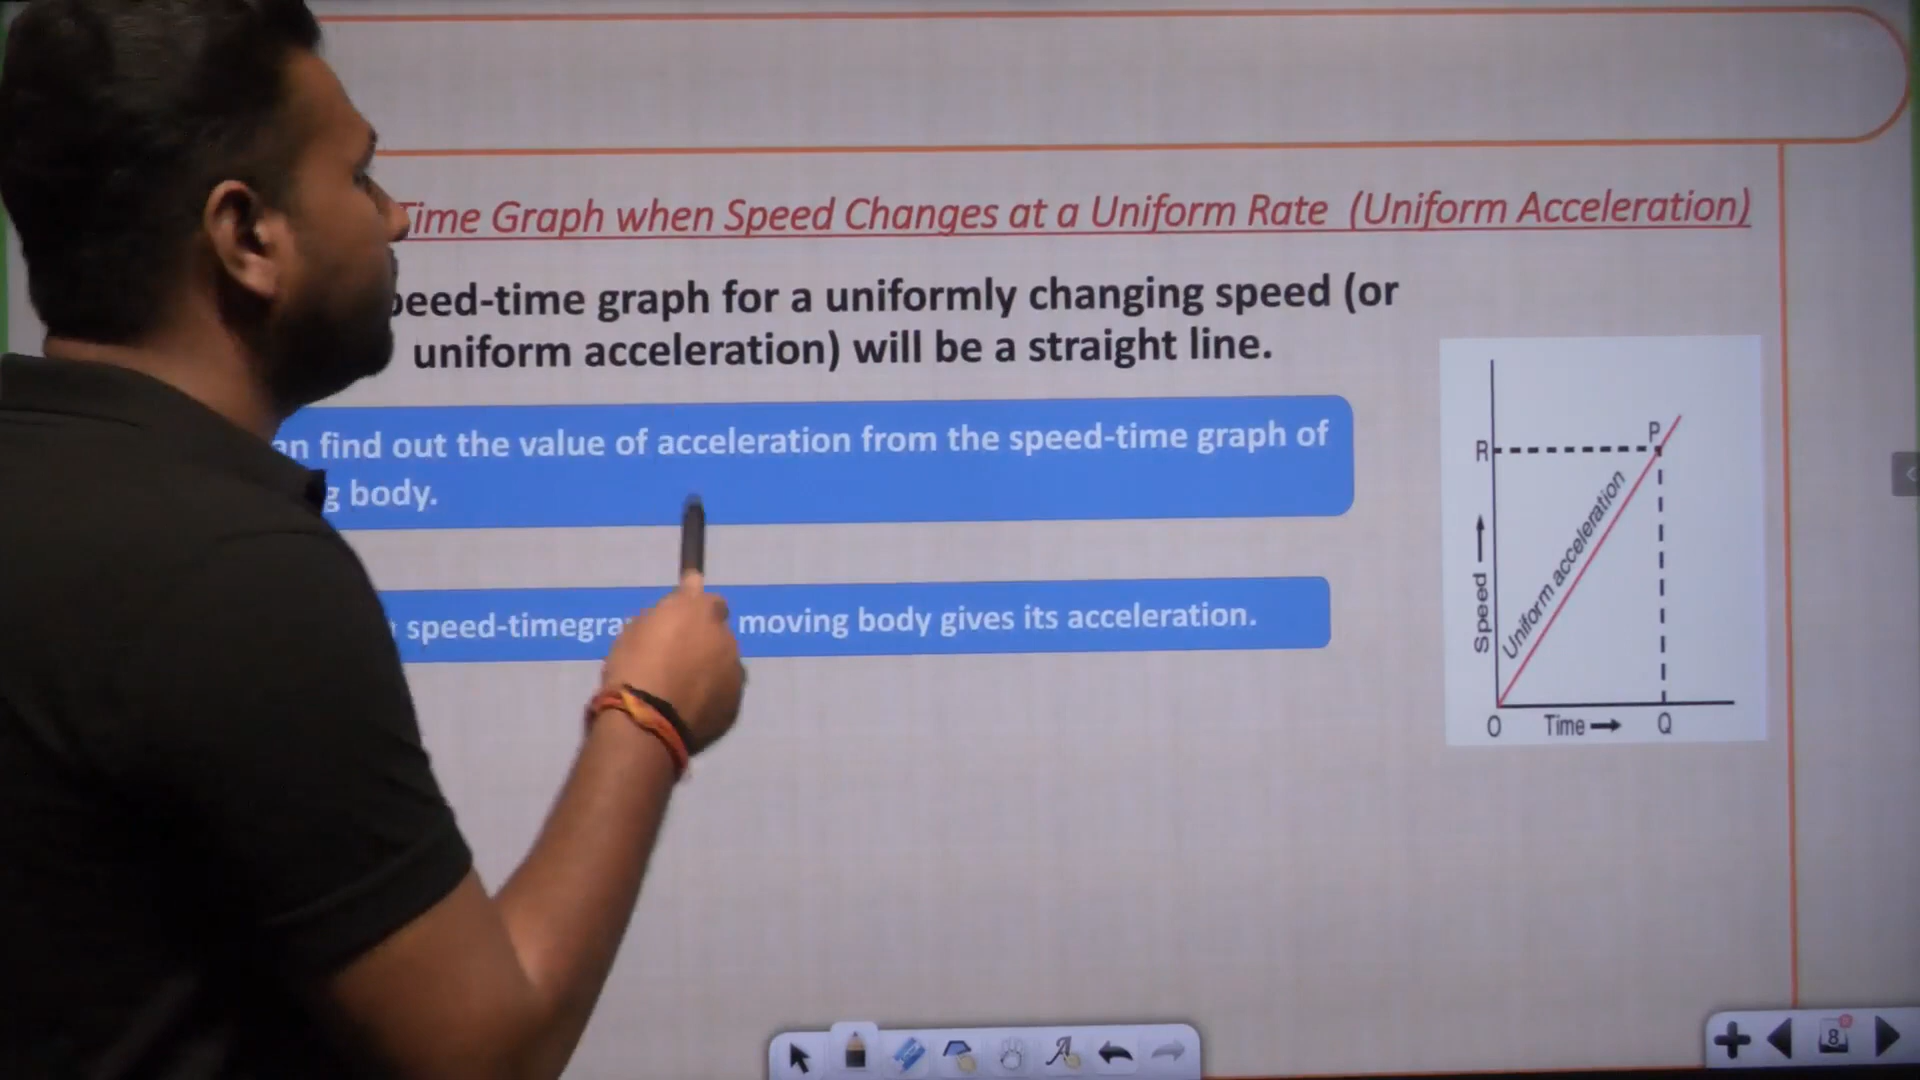 Time Graph when Speed Changes at a Uniform Rate (Uniform Acceleration)
peed-time graph for a uniformly changing speed (or
uniform acceleration) will be a straight line.
an find out the value of acceleration from the speed-time graph of
g body.
speed-timegra moving body gives its acceleration.
R
P
Speed
Uniform acceleration
O
Time
Q
A
8